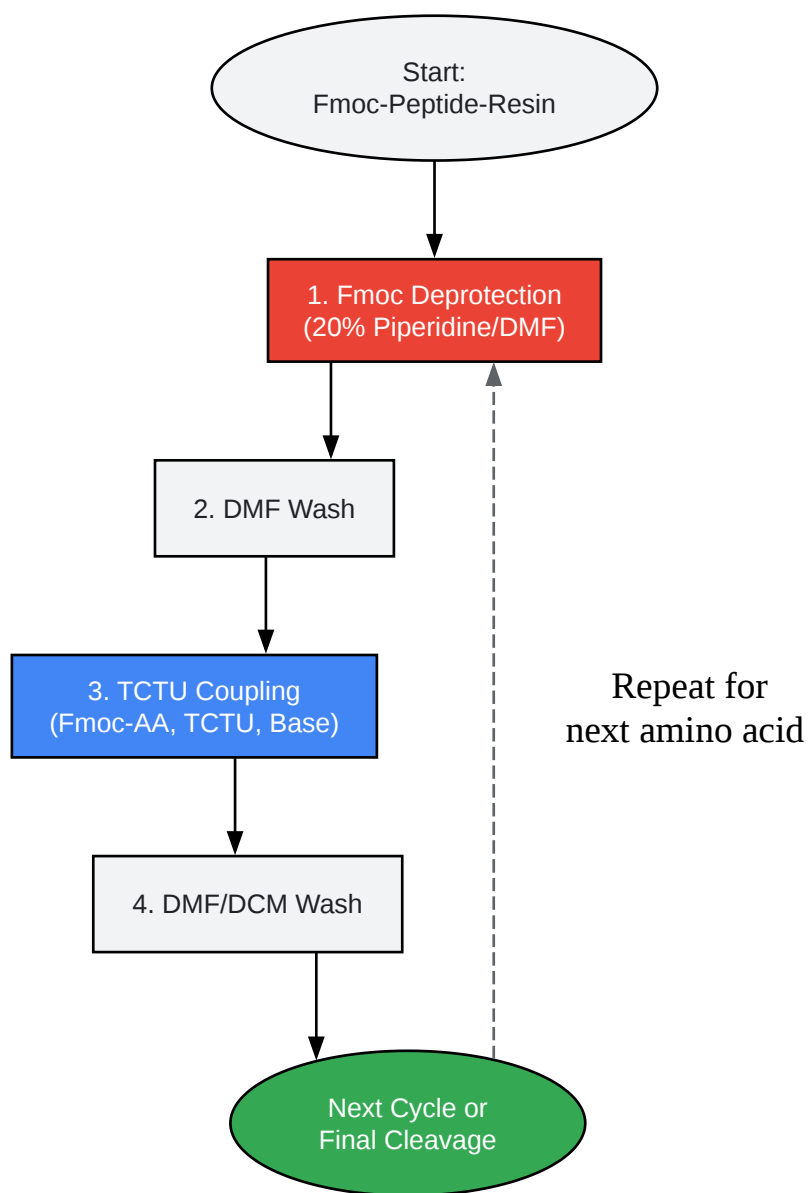 Start:
Fmoc-Peptide-Resin
1. Fmoc Deprotection
(20% Piperidine/DMF)
2. DMF Wash
3. TCTU Coupling
(Fmoc-AA, TCTU, Base)
Repeat for
next amino acid
4. DMF/DCM Wash
Next Cycle or
Final Cleavage